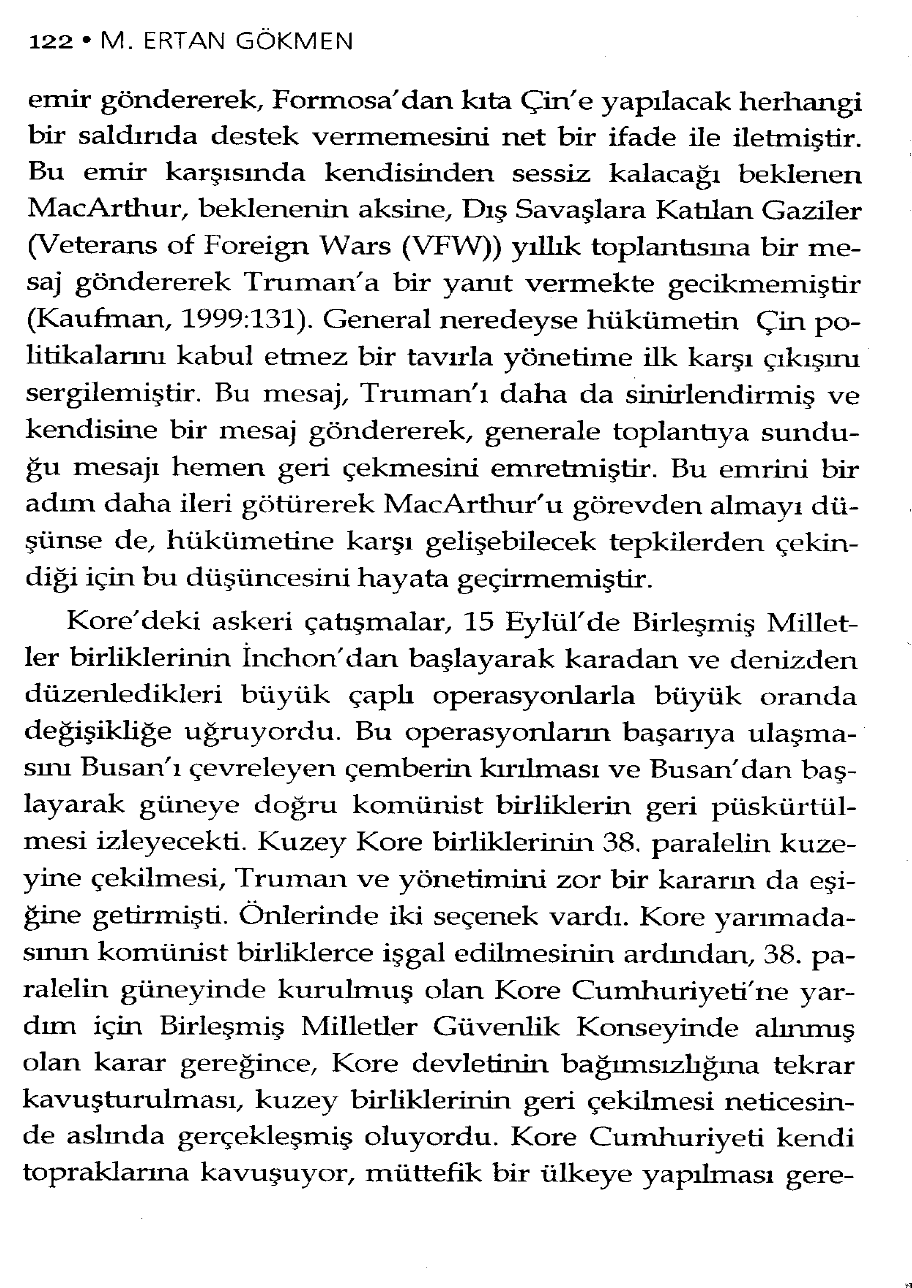 122 • M. ERTAN GÖKMEN
emir göndererek, Formosa'dan kıta Çin'e yapılacak herhangi
bir saldırıda destek vermemesini net bir ifade ile iletmiştir.
Bu emir karşısında kendisinden sessiz kalacağı beklenen
MacArthur, beklenenin aksine, Dış Savaşlara Katılan Gaziler
(Veterans of Foreign Wars (VFW)) yıllık toplantısına bir me-
saj göndererek Truman'a bir yanıt vermekte gecikmemiştir
(Kaufman, 1999:131). General neredeyse hükümetin Çin po-
litikalarını kabul etmez bir tavırla yönetime ilk karşı çıkışını
sergilemiştir. Bu mesaj, Truman'ı daha da sinirlendirmiş ve
kendisine bir mesaj göndererek, generale toplantıya sundu-
ğu mesajı hemen geri çekmesini emretmiştir. Bu emrini bir
adım daha ileri götürerek MacArthur'u görevden almayı dü-
şünse de, hükümetine karşı gelişebilecek tepkilerden çekin-
diği için bu düşüncesini hayata geçirmemiştir.
Kore'deki askeri çatışmalar, 15 Eylül'de Birleşmiş Millet-
ler birliklerinin İnchon'dan başlayarak karadan ve denizden
düzenledikleri büyük çaplı operasyonlarla büyük oranda
değişikliğe uğruyordu. Bu operasyonların başarıya ulaşma-
sını Busan'ı çevreleyen çemberin kırılması ve Busan'dan baş-
layarak güneye doğru komünist birliklerin geri püskürtül-
mesi izleyecekti. Kuzey Kore birliklerinin 38. paralelin kuze-
yine çekilmesi, Truman ve yönetimini zor bir kararın da eşi-
ğine getirmişti. Önlerinde iki seçenek vardı. Kore yarımada-
sının komünist birliklerce işgal edilmesinin ardından, 38. pa-
ralelin güneyinde kurulmuş olan Kore Cumhuriyeti'ne yar-
dım için Birleşmiş Milletler Güvenlik Konseyinde alınmış
olan karar gereğince, Kore devletinin bağımsızlığına tekrar
kavuşturulması, kuzey birliklerinin geri çekilmesi neticesin-
de aslında gerçekleşmiş oluyordu. Kore Cumhuriyeti kendi
topraklarına kavuşuyor, müttefik bir ülkeye yapılması gere-